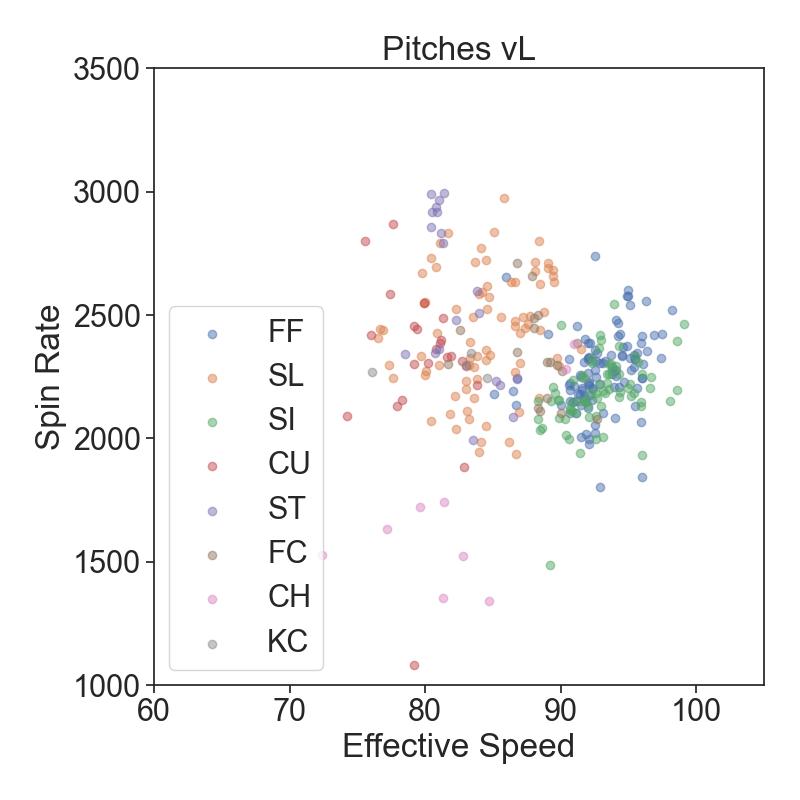 Pitches vL
3500
3000
2500
2000
1500
1000
Spin Rate
FF
SL
SI
CU
ST
FC
CH
KC
60 70 80 90 100
Effective Speed